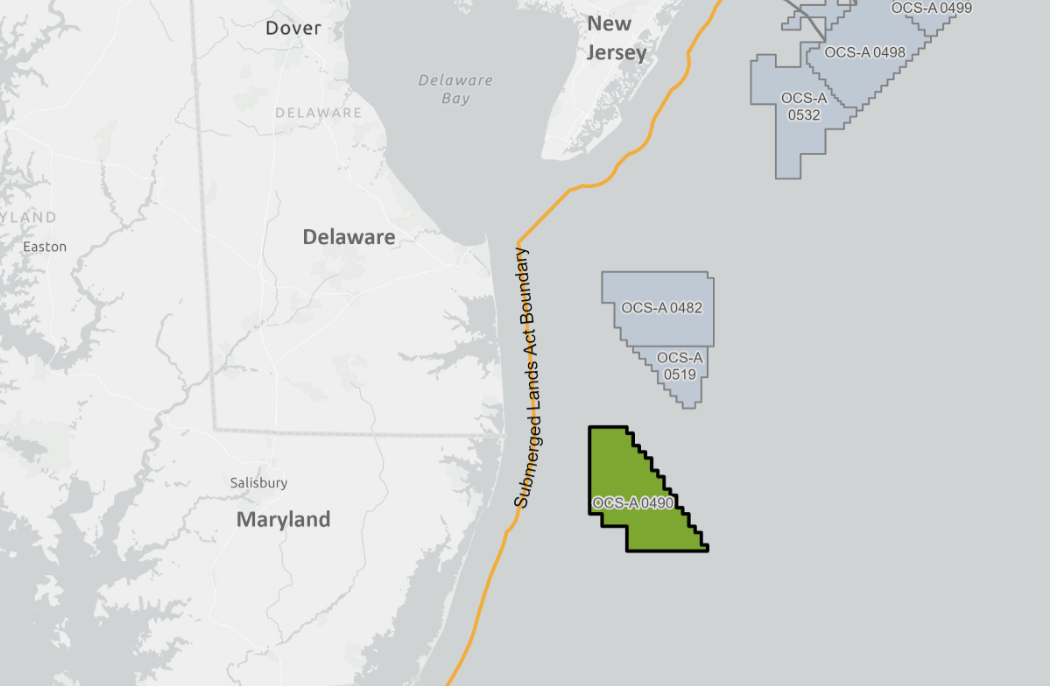 OCS-A 0499
New
Jersey
Dover
OCS-A 0498
Delaware
Bay
OCS-A
0532
DELAWARE
YLAND
Delaware
Easton
Submerged Lands Act Boundary
OCS-A 0482
OCS-A
0519
Salisbury
OCS-A 0490
Maryland